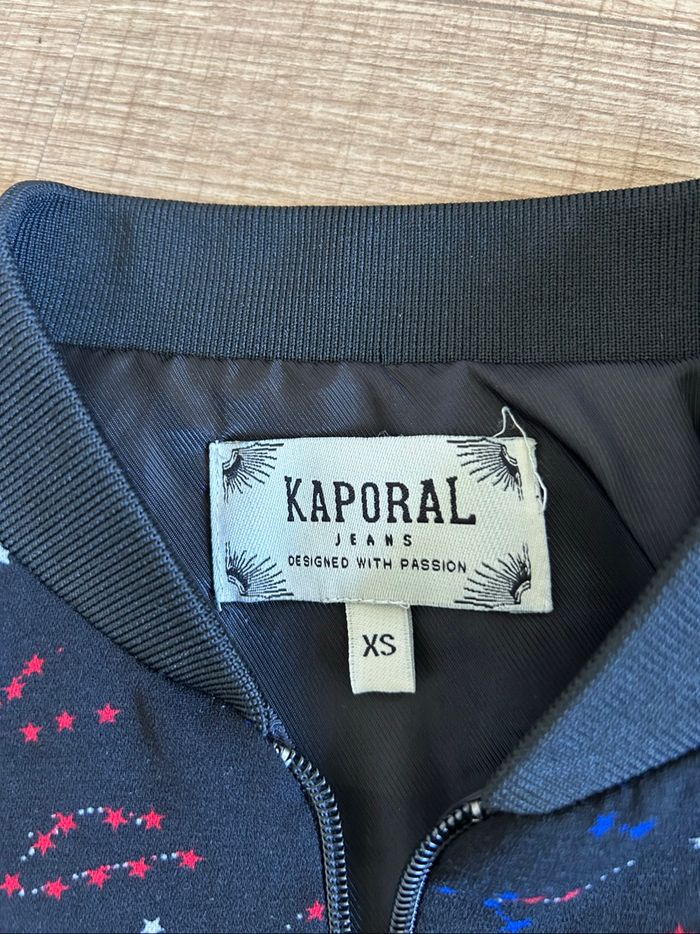 KAPORAL
JEANS
DESIGNED WITH PASSION
XS